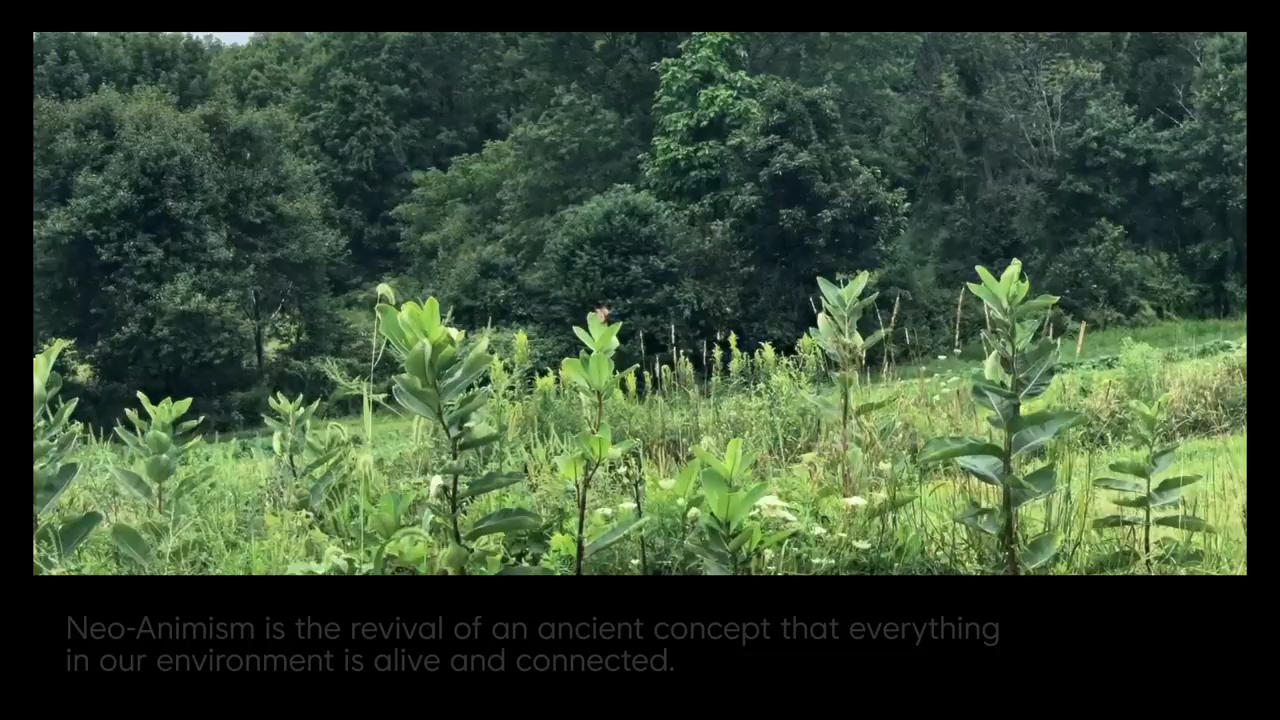 Neo-Animism is the revival of an ancient concept that everything
in our environment is alive and connected.